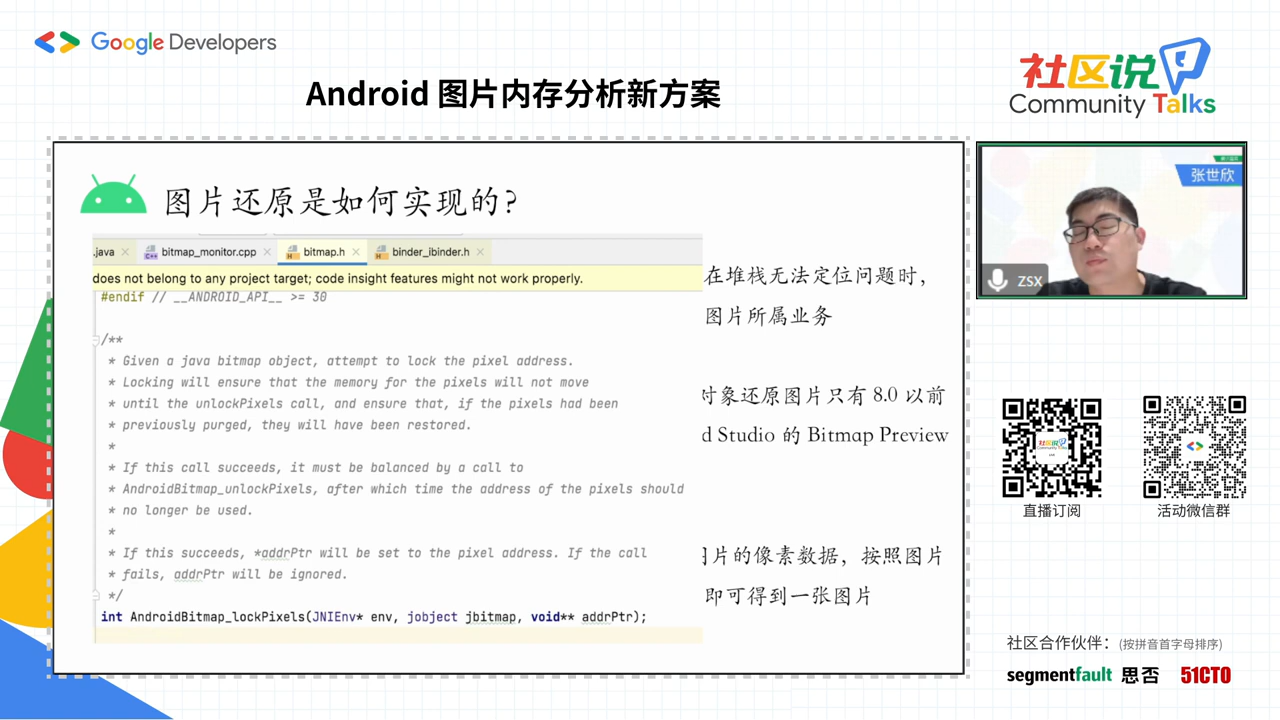 Google Developers
Android 图片内存分析新方案
社区说
Community Talks
图片还原是如何实现的?
.java
bitmap_monitor.cpp
bitmap.h
binder_ibinder.h
does not belong to any project target; code insight features might not work properly.
#endif // __ANDROID_API__ >= 30
/**
* Given a java bitmap object, attempt to lock the pixel address.
* Locking will ensure that the memory for the pixels will not move
* until the unlockPixels call, and ensure that, if the pixels had been
* previously purged, they will have been restored.
*
* If this call succeeds, it must be balanced by a call to
* AndroidBitmap_unlockPixels, after which time the address of the pixels should
* no longer be used.
*
* If this succeeds, *addrPtr will be set to the pixel address. If the call
* fails, addrPtr will be ignored.
*/
int AndroidBitmap_lockPixels(JNIEnv* env, jobject jbitmap, void** addrPtr);
在堆栈无法定位问题时,
图片所属业务
对象还原图片只有 8.0 以前
d Studio 的 Bitmap Preview
图片的像素数据，按照图片
即可得到一张图片
张世欣
ZSX
直播订阅
活动微信群
社区合作伙伴：(按拼音首字母排序)
segmentfault 思否
51CTO